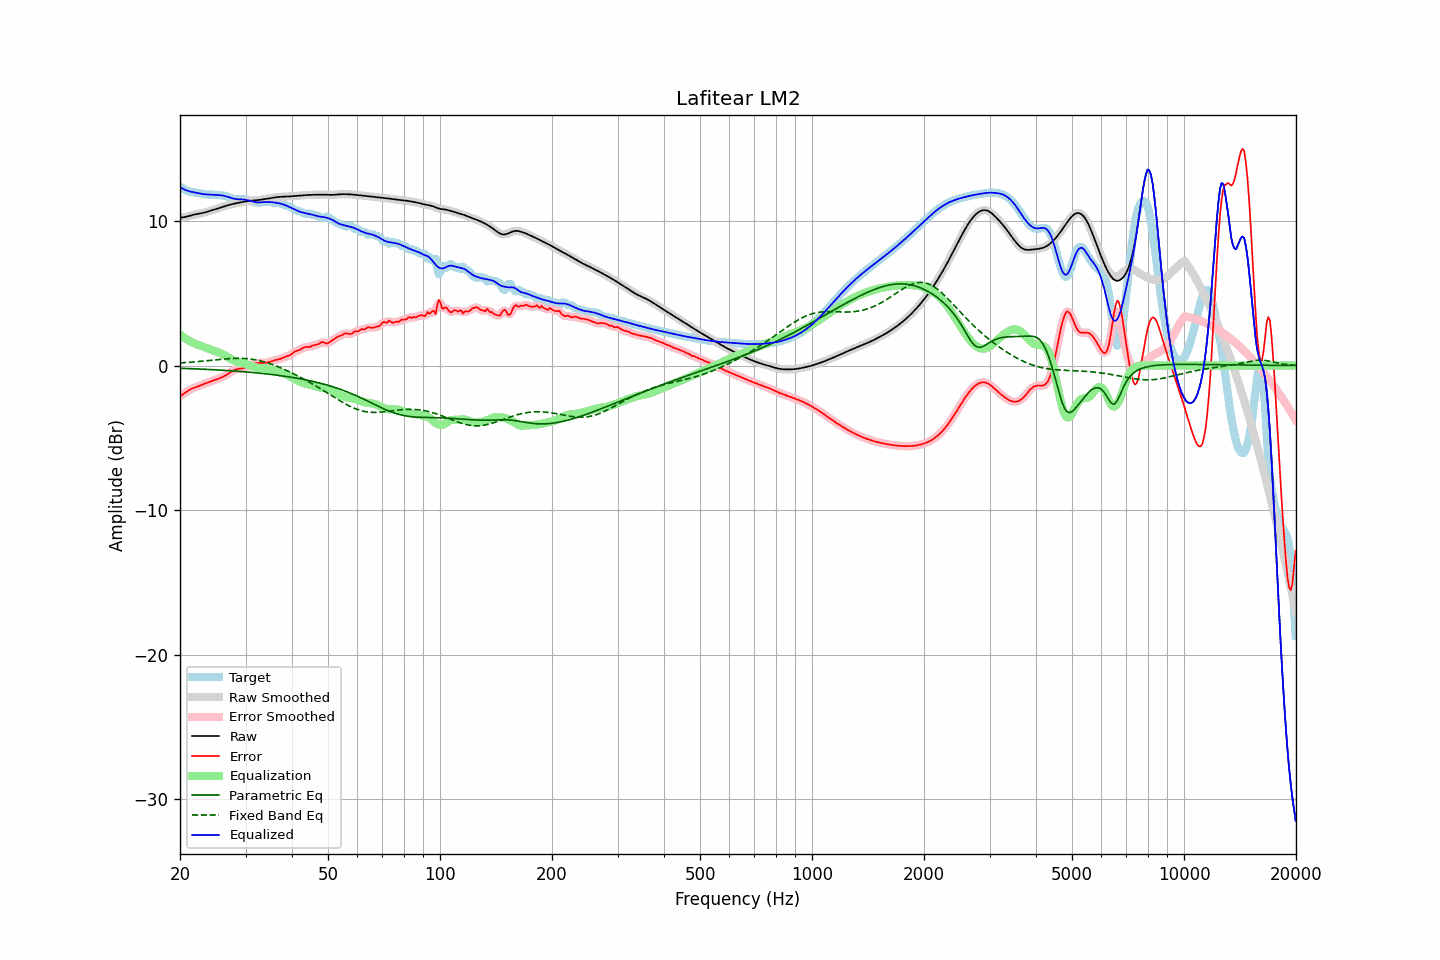 Lafitear LM2
Amplitude (dBr)
10
0
−10
−20
−30
Target
Raw Smoothed
Error Smoothed
Raw
Error
Equalization
Parametric Eq
Fixed Band Eq
Equalized
20 50 100 200 500 1000 2000 5000 10000 20000
Frequency (Hz)